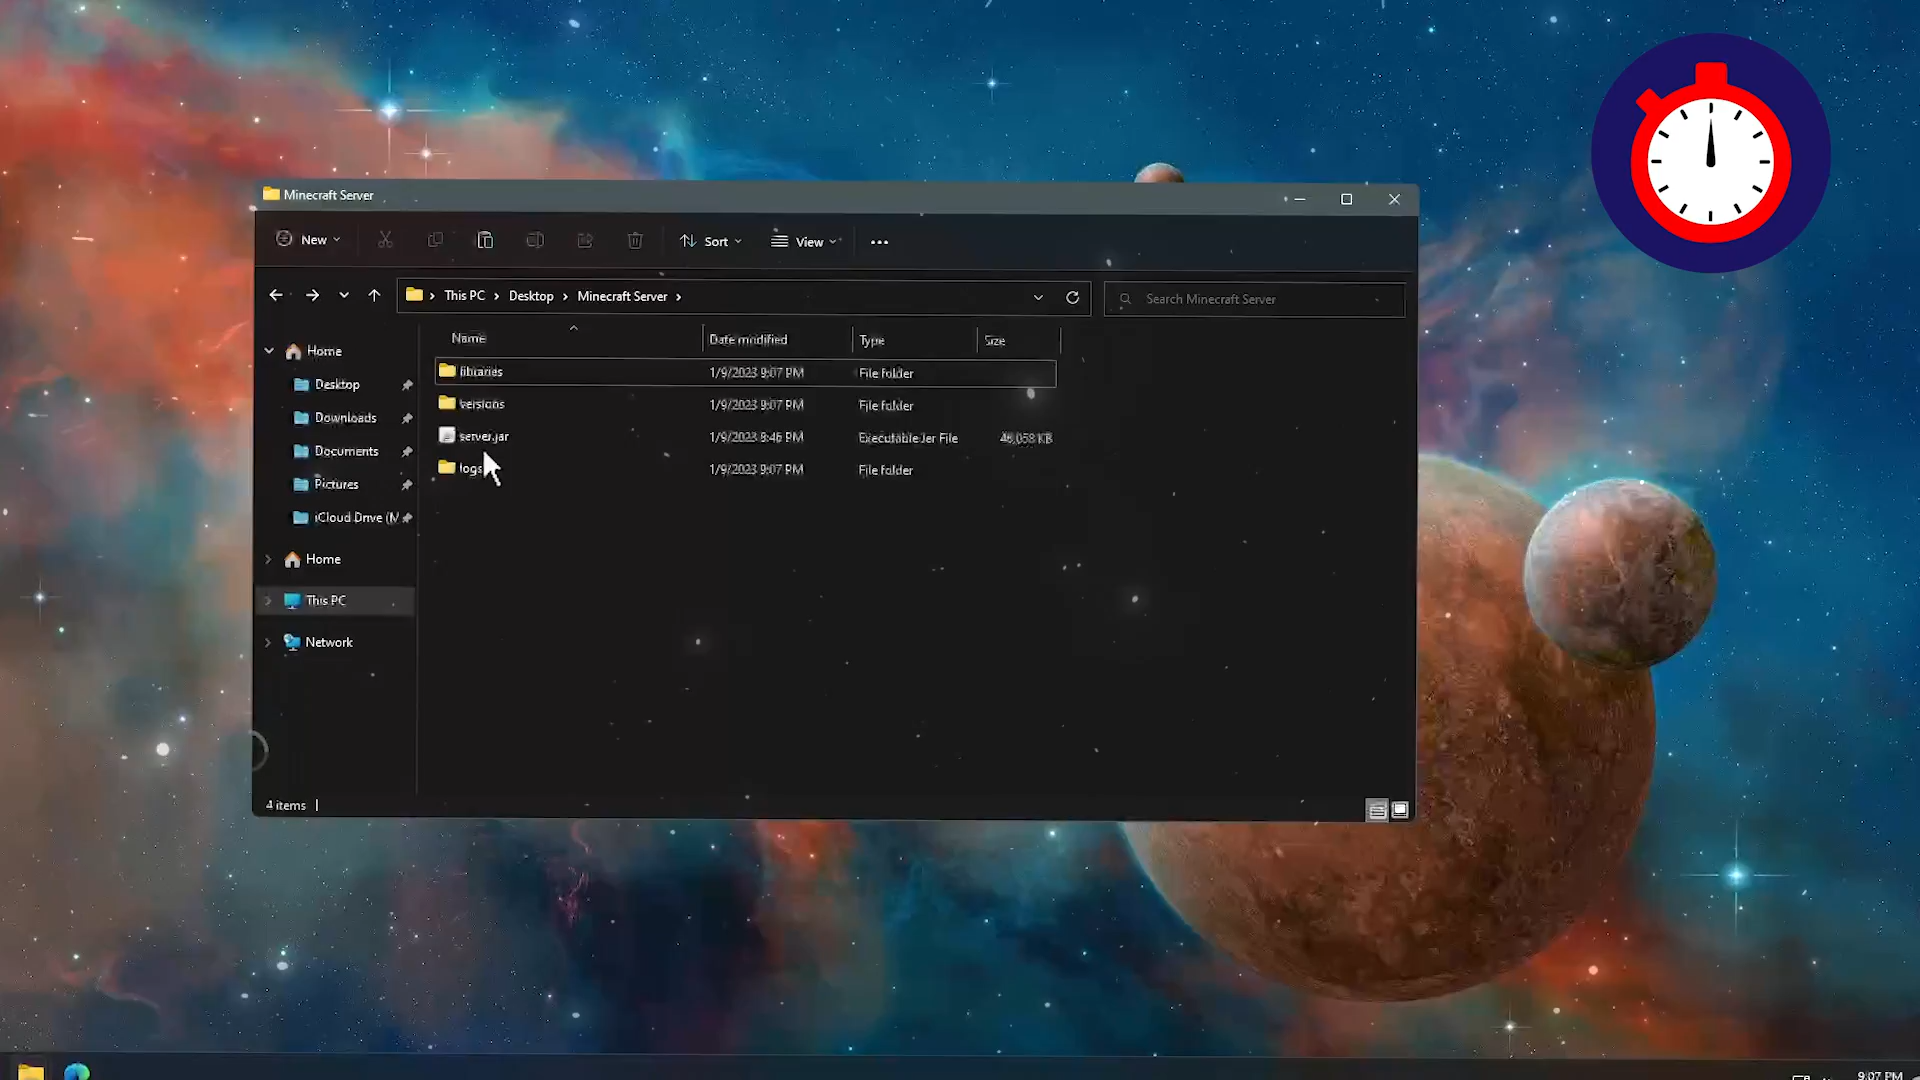 Minecraft Server
New
Sort
View
This PC > Desktop > Minecraft Server >
Search Minecraft Server
Name Date modified Type Size
Home
Desktop
Downloads
Documents
Pictures
iCloud Drive (M
Home
This PC
Network
libraries 1/9/2023 9:07 PM File folder
versions 1/9/2023 9:07 PM File folder
server.jar 1/9/2023 8:46 PM Executable Jar File 46,058 KB
logs 1/9/2023 9:07 PM File folder
4 items
9:07 PM